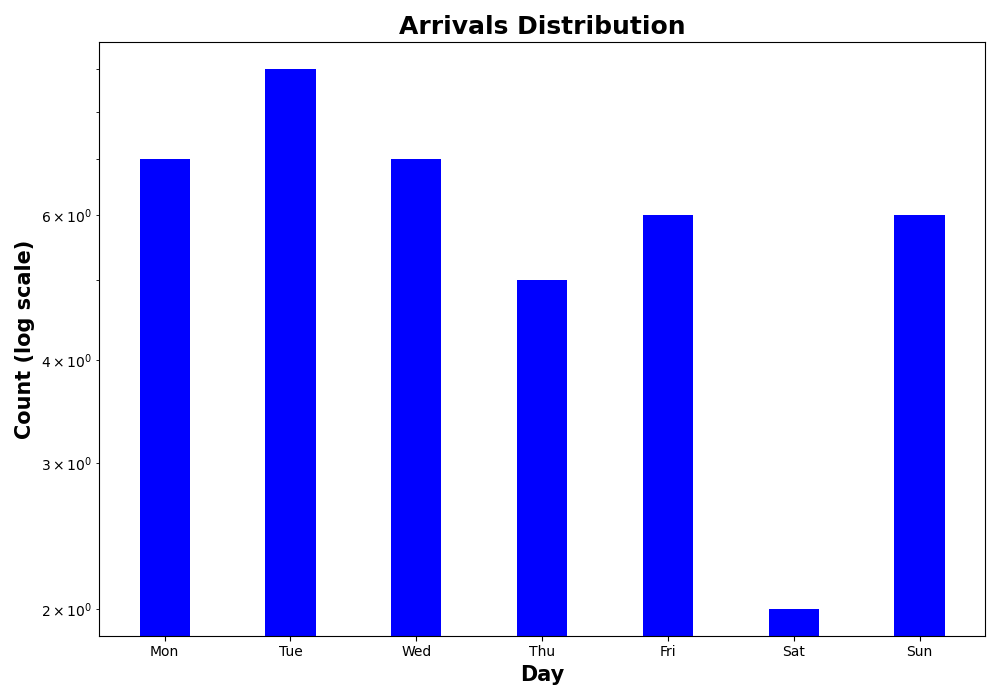 Arrivals Distribution
Count (log scale)
6 × 10⁰
4 × 10⁰
3 × 10⁰
2 × 10⁰
Mon Tue Wed Thu Fri Sat Sun
Day